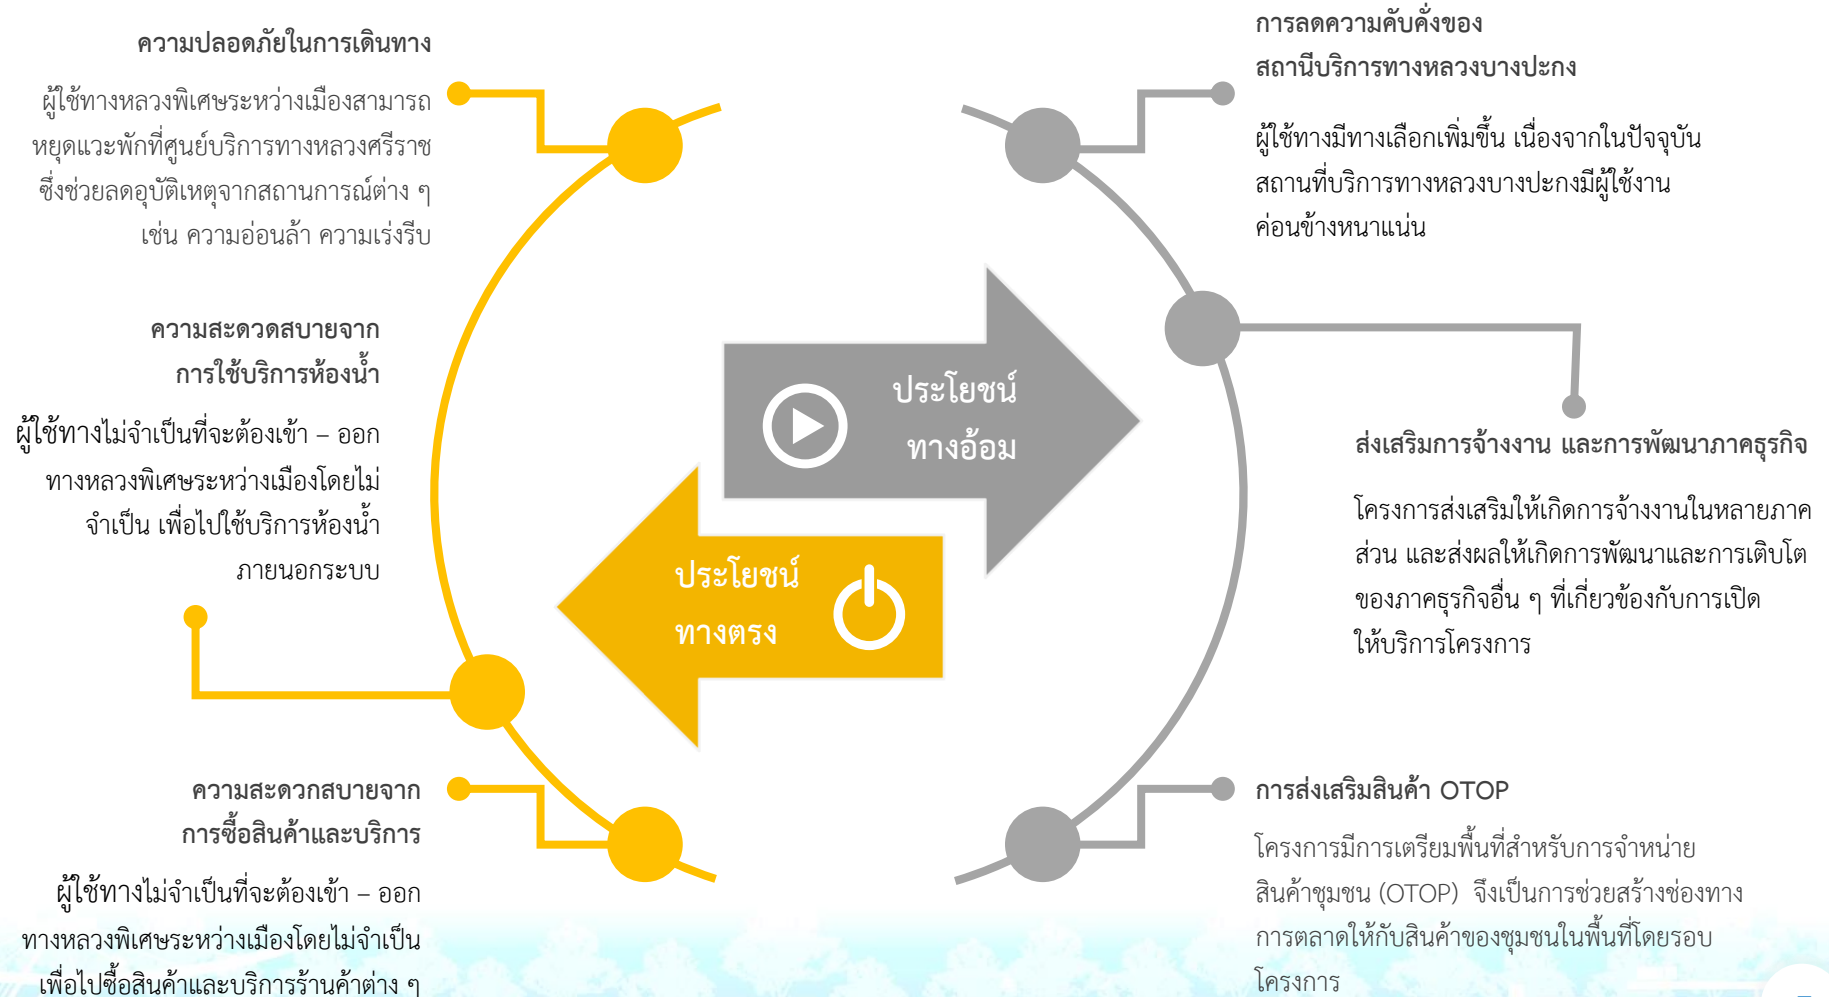 ความปลอดภัยในการเดินทาง
ผู้ใช้ทางหลวงพิเศษระหว่างเมืองสามารถ
หยุดแวะพักที่ศูนย์บริการทางหลวงศรีราช
ซึ่งช่วยลดอุบัติเหตุจากสถานการณ์ต่าง ๆ
เช่น ความอ่อนล้า ความเร่งรีบ
ความสะดวดสบายจาก
การใช้บริการห้องน้ำ
ผู้ใช้ทางไม่จำเป็นที่จะต้องเข้า – ออก
ทางหลวงพิเศษระหว่างเมืองโดยไม่
จำเป็น เพื่อไปใช้บริการห้องน้ำ
ภายนอกระบบ
ความสะดวกสบายจาก
การซื้อสินค้าและบริการ
ผู้ใช้ทางไม่จำเป็นที่จะต้องเข้า – ออก
ทางหลวงพิเศษระหว่างเมืองโดยไม่จำเป็น
เพื่อไปซื้อสินค้าและบริการร้านค้าต่าง ๆ
ประโยชน์
ทางอ้อม
ประโยชน์
ทางตรง
การลดความคับคั่งของ
สถานีบริการทางหลวงบางปะกง
ผู้ใช้ทางมีทางเลือกเพิ่มขึ้น เนื่องจากในปัจจุบัน
สถานที่บริการทางหลวงบางปะกงมีผู้ใช้งาน
ค่อนข้างหนาแน่น
ส่งเสริมการจ้างงาน และการพัฒนาภาคธุรกิจ
โครงการส่งเสริมให้เกิดการจ้างงานในหลายภาค
ส่วน และส่งผลให้เกิดการพัฒนาและการเติบโต
ของภาคธุรกิจอื่น ๆ ที่เกี่ยวข้องกับการเปิด
ให้บริการโครงการ
การส่งเสริมสินค้า OTOP
โครงการมีการเตรียมพื้นที่สำหรับการจำหน่าย
สินค้าชุมชน (OTOP) จึงเป็นการช่วยสร้างช่องทาง
การตลาดให้กับสินค้าของชุมชนในพื้นที่โดยรอบ
โครงการ